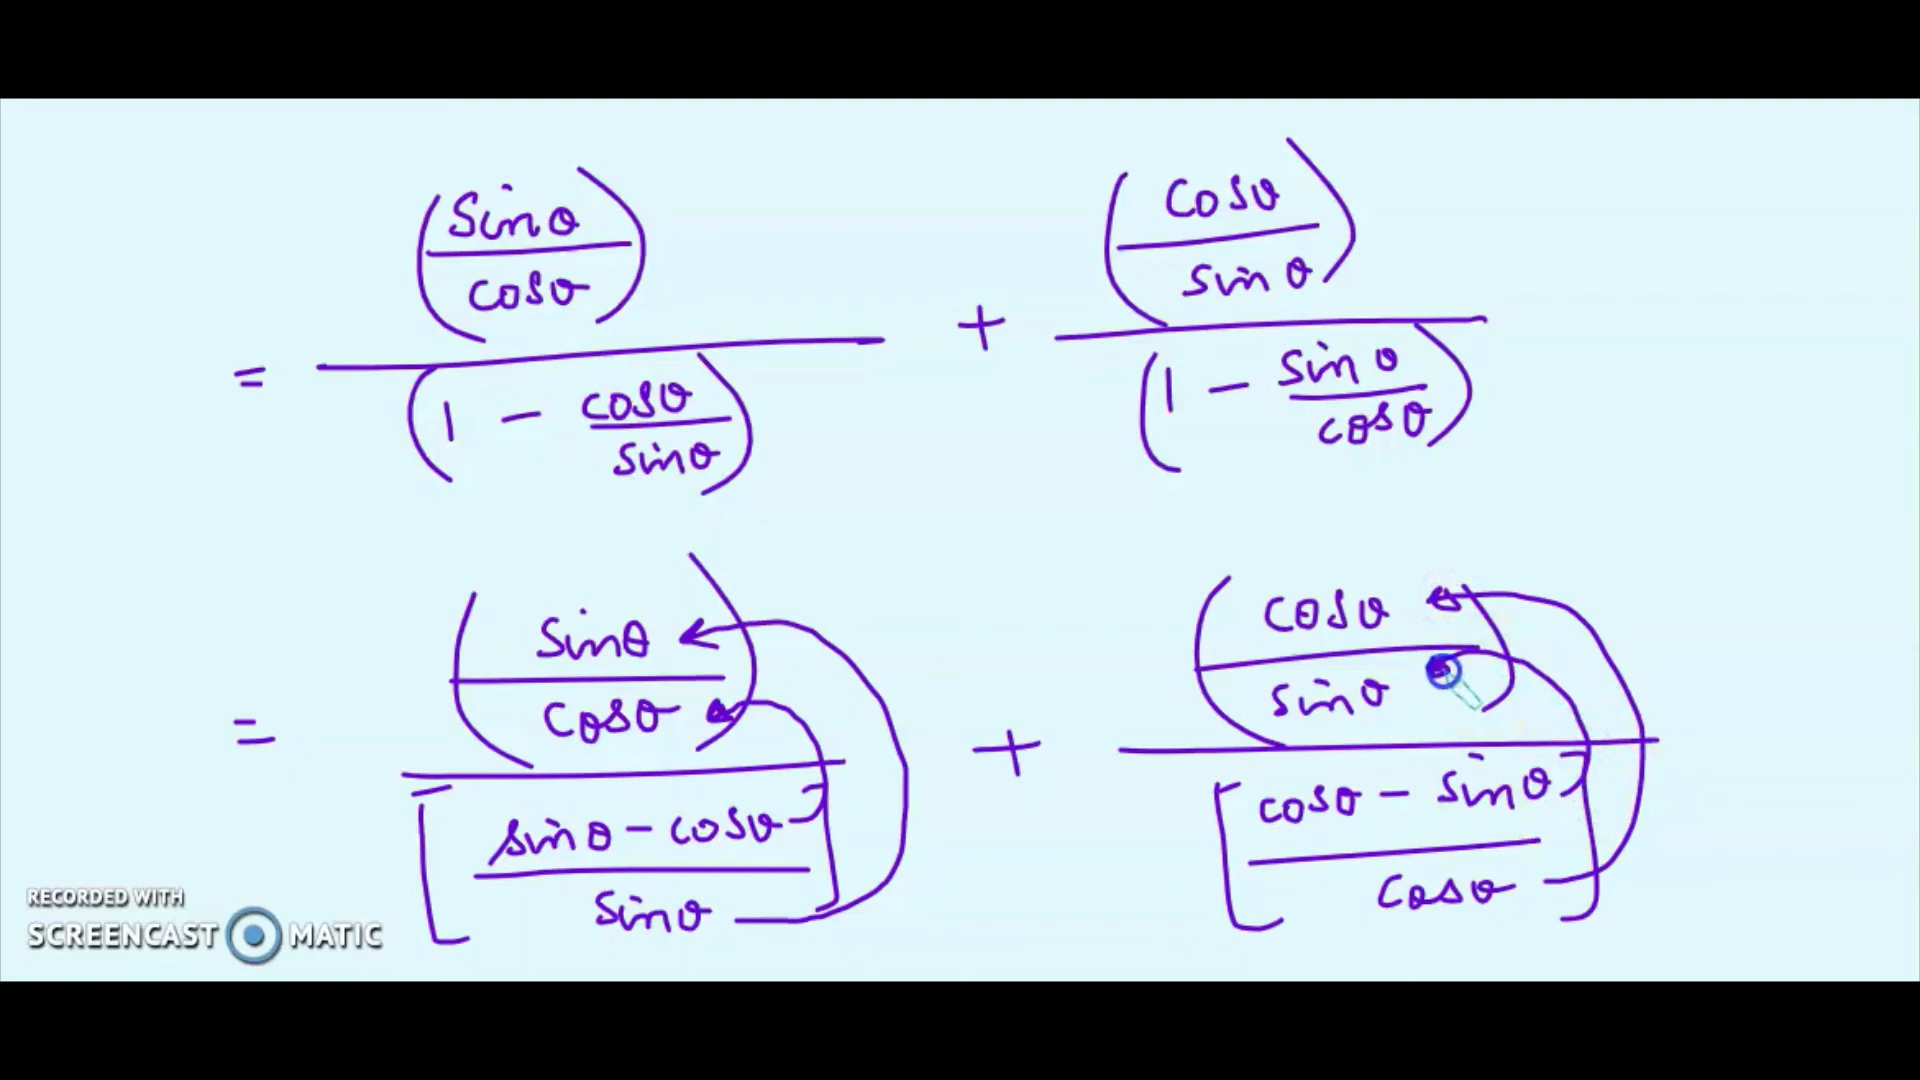 = (sinθ/cosθ)/(1 - cosθ/sinθ) + (cosθ/sinθ)/(1 - sinθ/cosθ)
= (sinθ/cosθ)/[(sinθ - cosθ)/sinθ] + (cosθ/sinθ)/[(cosθ - sinθ)/cosθ]
RECORDED WITH
SCREENCAST MATIC